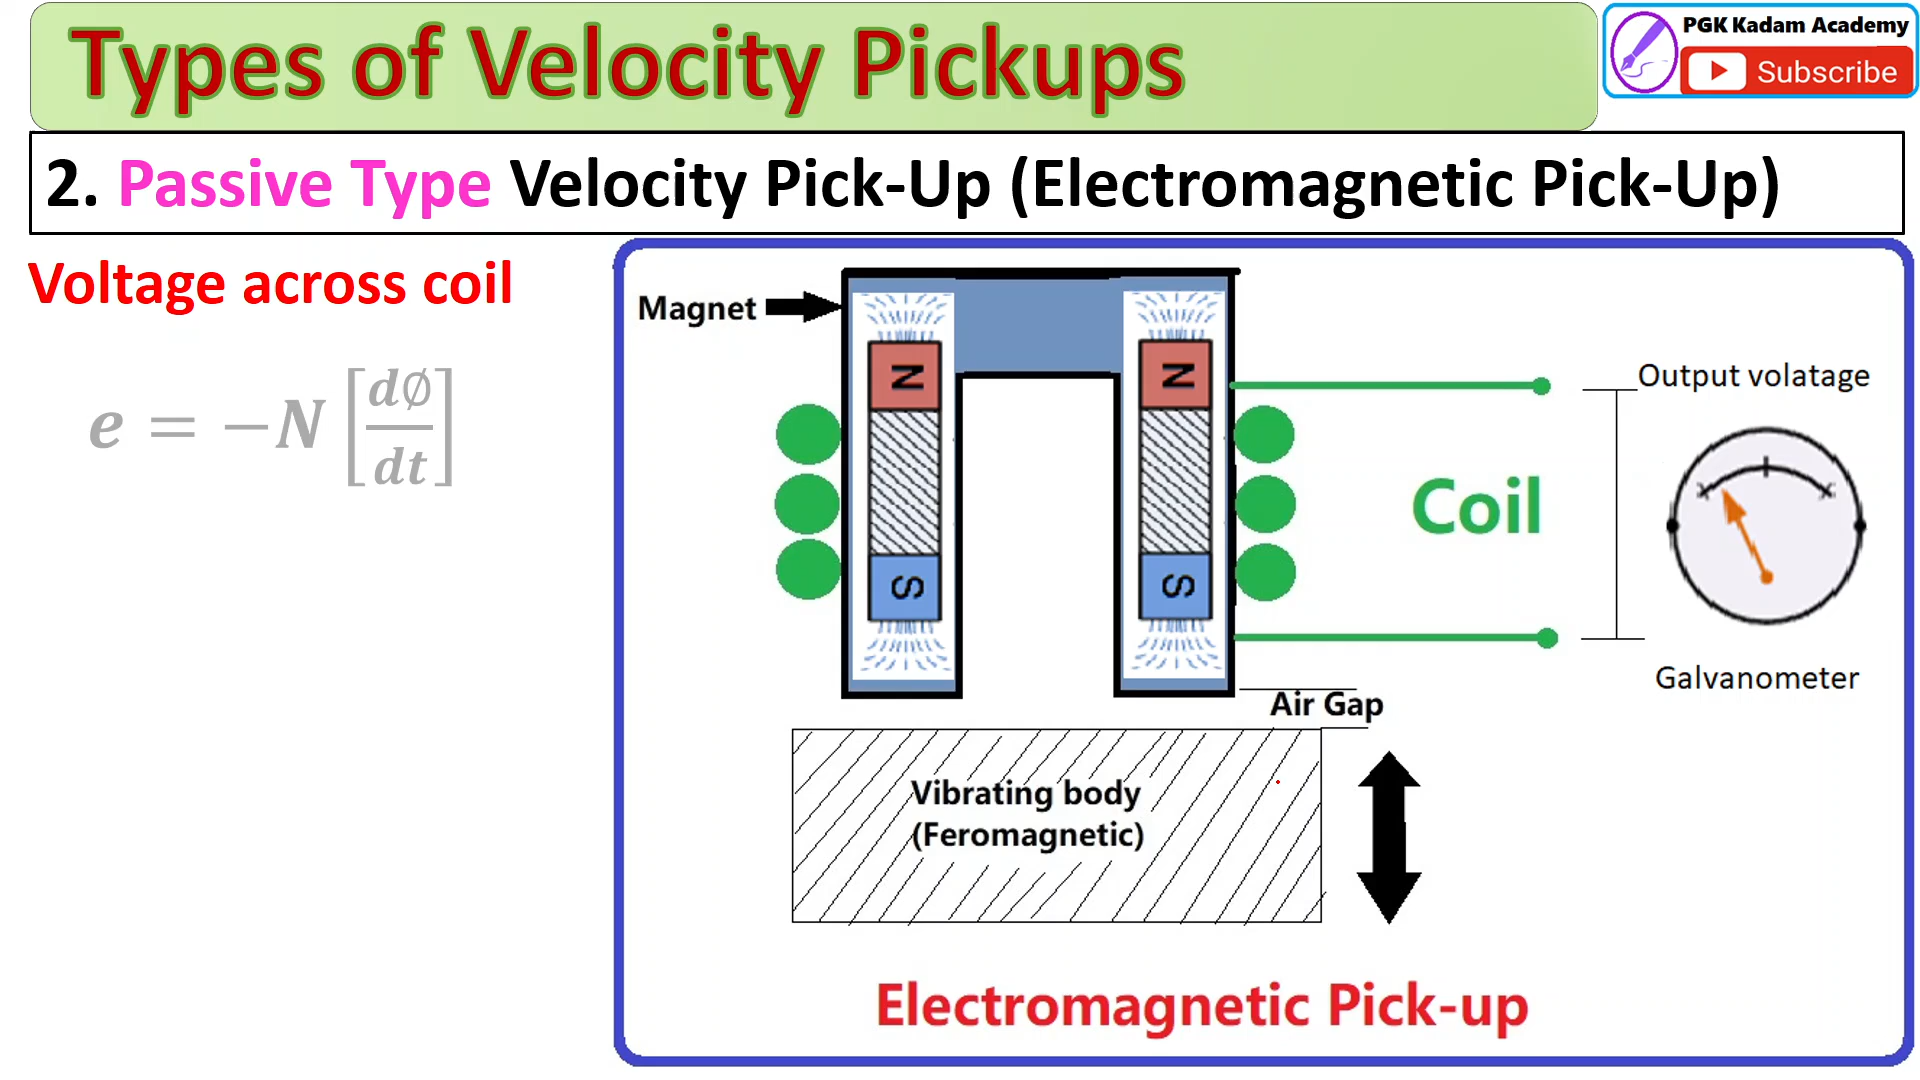 Types of Velocity Pickups
PGK Kadam Academy
Subscribe
2. Passive Type Velocity Pick-Up (Electromagnetic Pick-Up)
Voltage across coil
e = −N [d∅/dt]
Magnet
N
N
S
S
Coil
Output volatage
Galvanometer
Air Gap
Vibrating body
(Feromagnetic)
Electromagnetic Pick-up